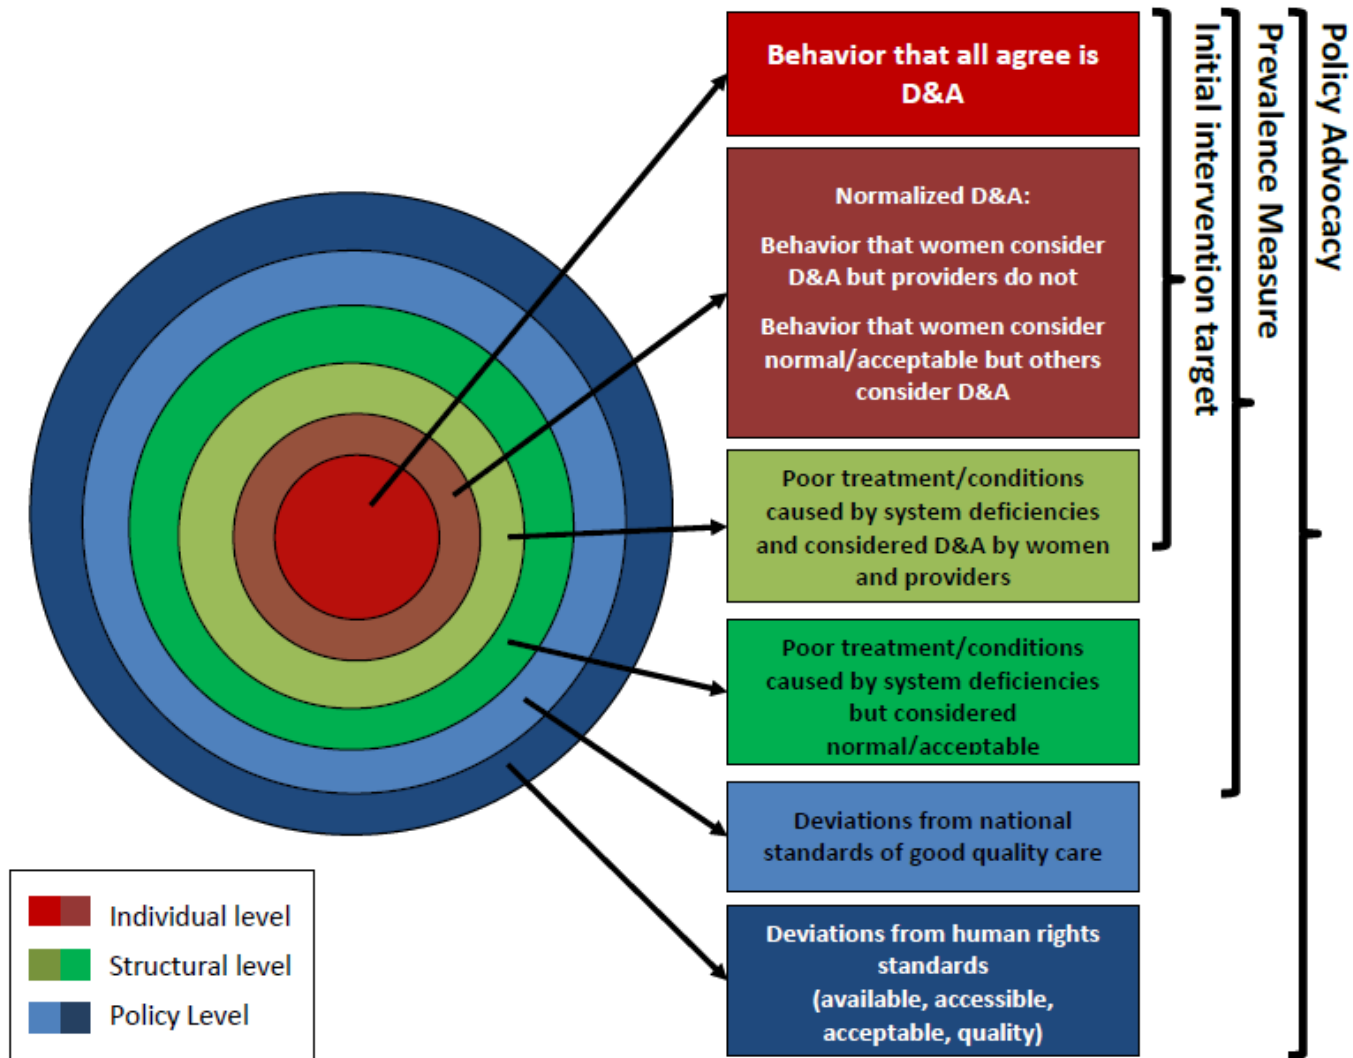 Behavior that all agree is
D&A
Normalized D&A:
Behavior that women consider
D&A but providers do not
Behavior that women consider
normal/acceptable but others
consider D&A
Poor treatment/conditions
caused by system deficiencies
and considered D&A by women
and providers
Poor treatment/conditions
caused by system deficiencies
but considered
normal/acceptable
Deviations from national
standards of good quality care
Deviations from human rights
standards
(available, accessible,
acceptable, quality)
Initial intervention target
Prevalence Measure
Policy Advocacy
Individual level
Structural level
Policy Level